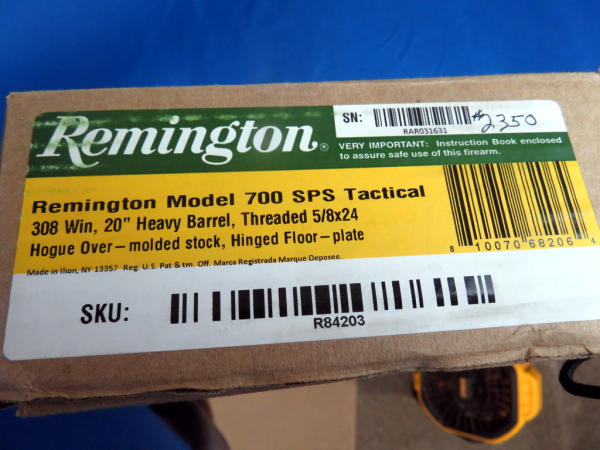 Remington®
SN:
RAR031631
#2350
VERY IMPORTANT: Instruction Book enclosed
to assure safe use of this firearm.
Remington Model 700 SPS Tactical
308 Win, 20" Heavy Barrel, Threaded 5/8x24
Hogue Over-molded stock, Hinged Floor-plate
8 10070 68206 4
Made in Ilion, NY 13357 Reg. U.S. Pat & tm. Off. Marca Registrada Marque Deposee.
SKU:
R84203